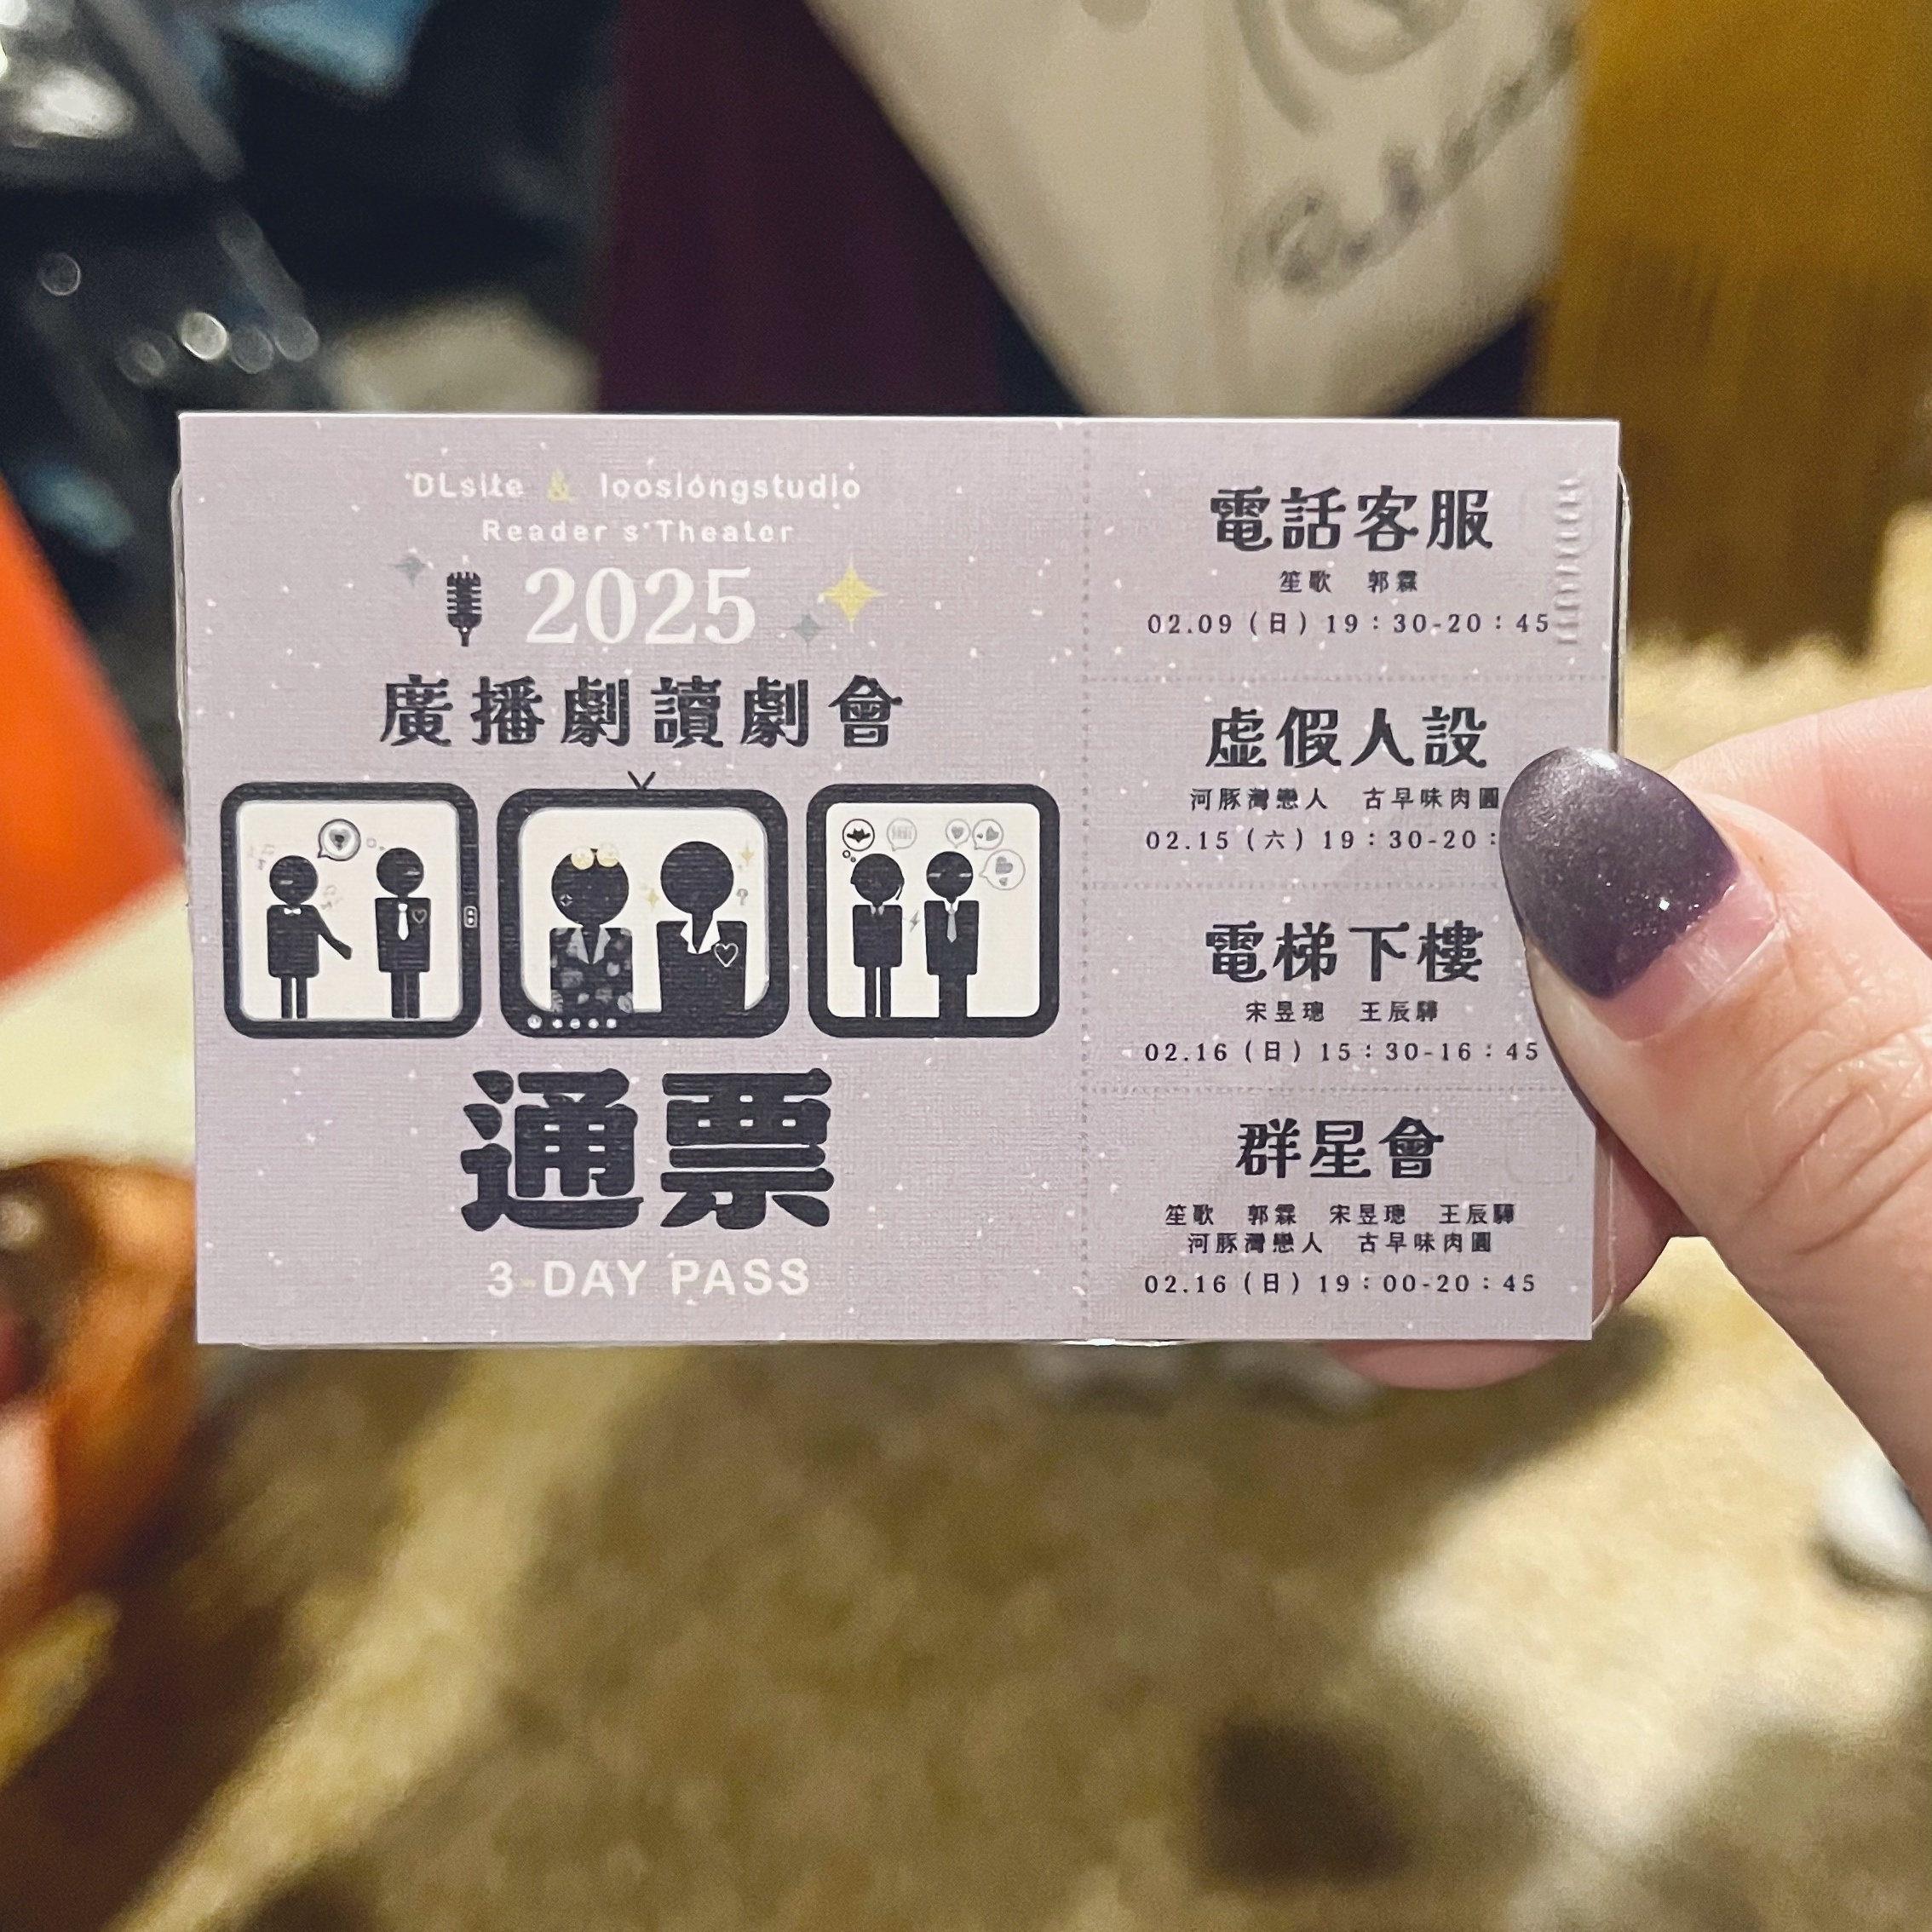 DLsite & loosiongstudio
Reader's Theater
2025
廣播劇讀劇會
通票
3-DAY PASS
電話客服
笙歌 郭霖
02.09（日）19：30-20：45
虛假人設
河豚灣戀人 古早味肉圓
02.15（六）19：30-20：
電梯下樓
宋昱璁 王辰驊
02.16（日）15：30-16：45
群星會
笙歌 郭霖 宋昱璁 王辰驊
河豚灣戀人 古早味肉圓
02.16（日）19：00-20：45